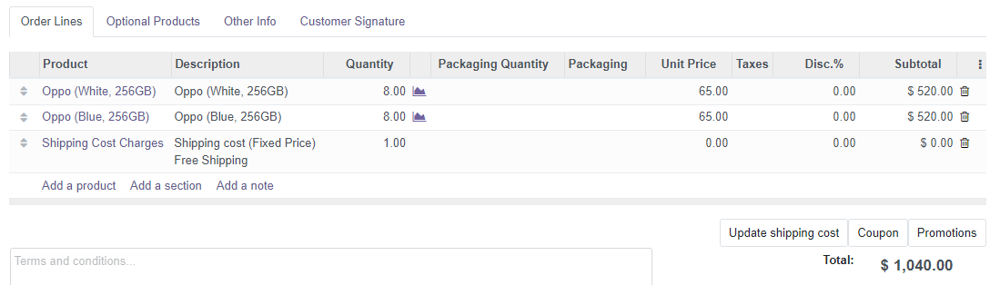 Order Lines Optional Products Other Info Customer Signature
Product Description Quantity Packaging Quantity Packaging Unit Price Taxes Disc.% Subtotal
Oppo (White, 256GB) Oppo (White, 256GB) 8.00 65.00 0.00 $ 520.00
Oppo (Blue, 256GB) Oppo (Blue, 256GB) 8.00 65.00 0.00 $ 520.00
Shipping Cost Charges Shipping cost (Fixed Price) 1.00 0.00 0.00 $ 0.00
Free Shipping
Add a product Add a section Add a note
Update shipping cost Coupon Promotions
Terms and conditions... Total: $ 1,040.00